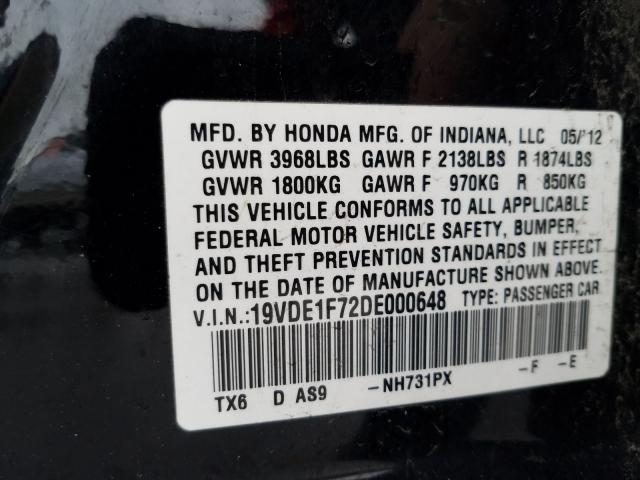 MFD. BY HONDA MFG. OF INDIANA, LLC 05/'12
GVWR 3968LBS GAWR F 2138LBS R 1874LBS
GVWR 1800KG GAWR F 970KG R 850KG
THIS VEHICLE CONFORMS TO ALL APPLICABLE
FEDERAL MOTOR VEHICLE SAFETY, BUMPER,
AND THEFT PREVENTION STANDARDS IN EFFECT
ON THE DATE OF MANUFACTURE SHOWN ABOVE.
V.I.N.:19VDE1F72DE000648 TYPE: PASSENGER CAR
TX6 D AS9 -NH731PX -F -E